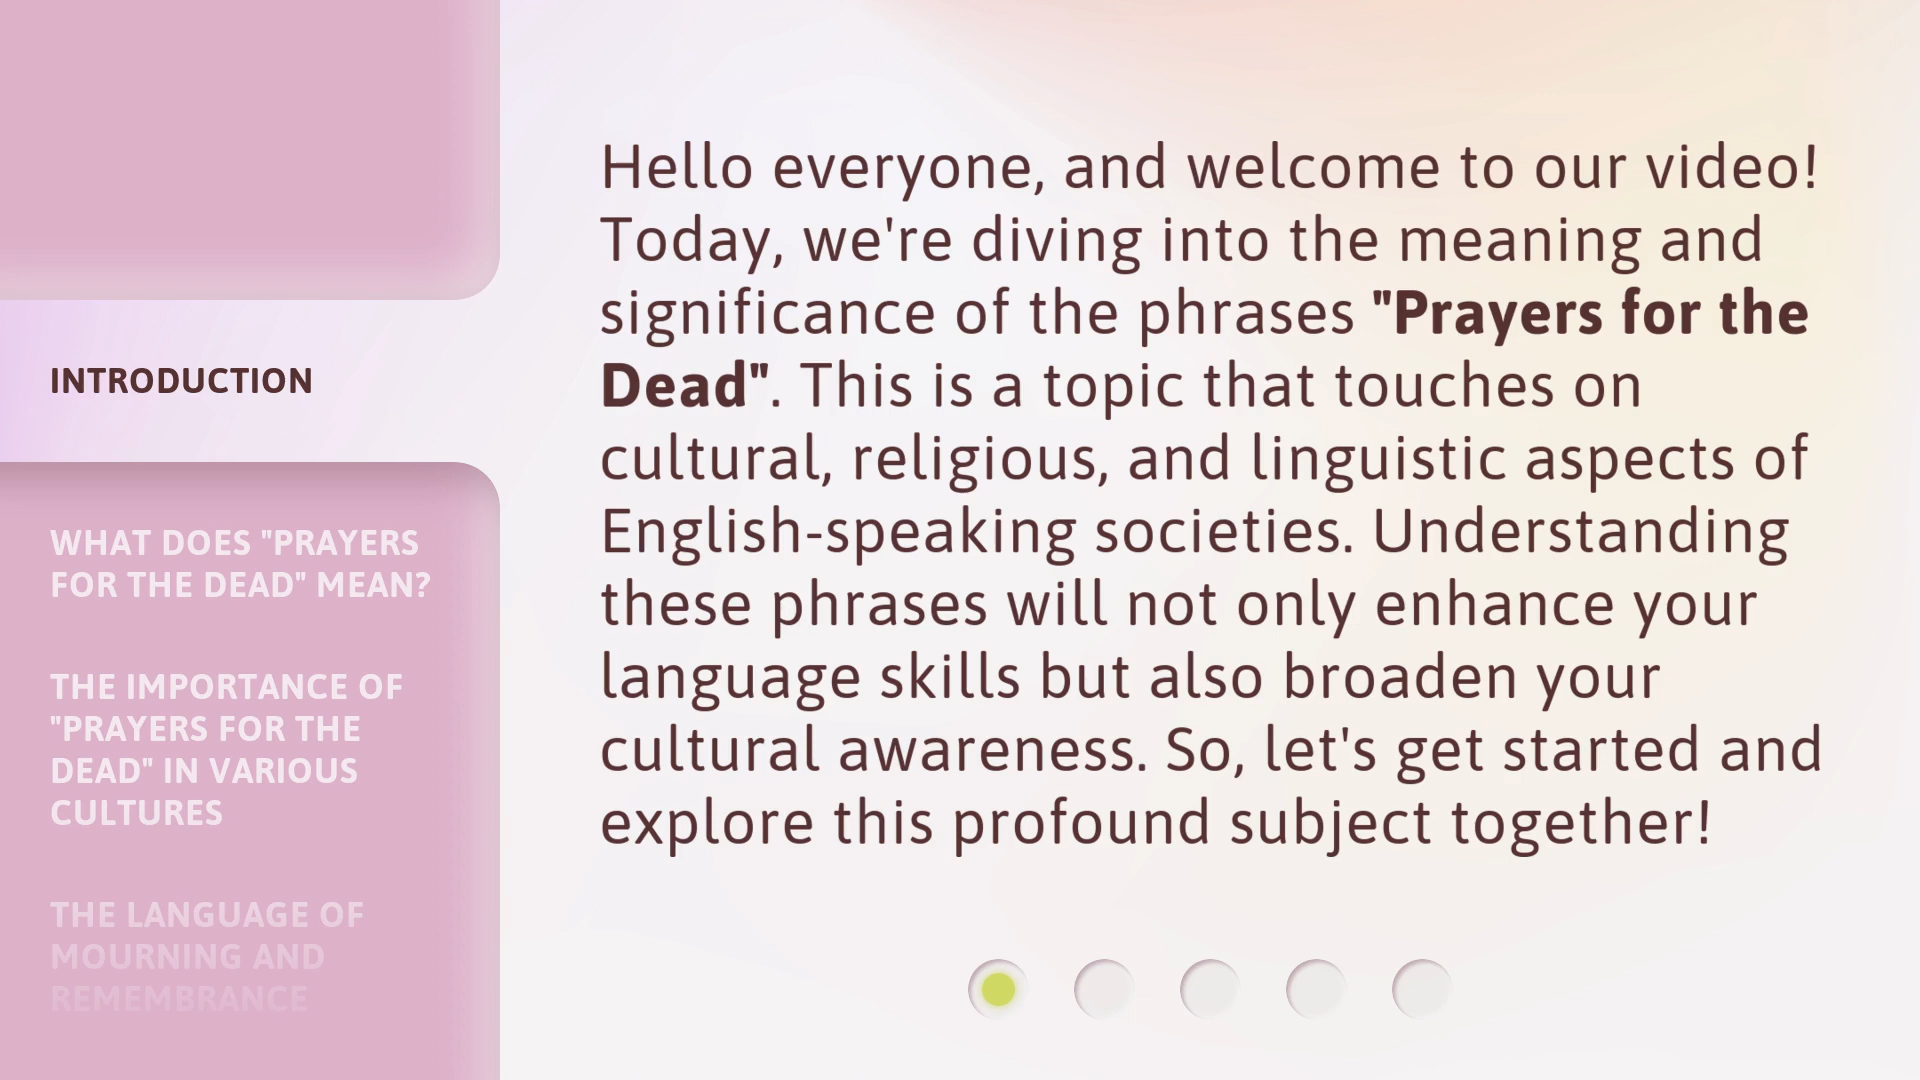 INTRODUCTION
WHAT DOES "PRAYERS
FOR THE DEAD" MEAN?
THE IMPORTANCE OF
"PRAYERS FOR THE
DEAD" IN VARIOUS
CULTURES
THE LANGUAGE OF
MOURNING AND
REMEMBRANCE
Hello everyone, and welcome to our video!
Today, we're diving into the meaning and
significance of the phrases "Prayers for the
Dead". This is a topic that touches on
cultural, religious, and linguistic aspects of
English-speaking societies. Understanding
these phrases will not only enhance your
language skills but also broaden your
cultural awareness. So, let's get started and
explore this profound subject together!